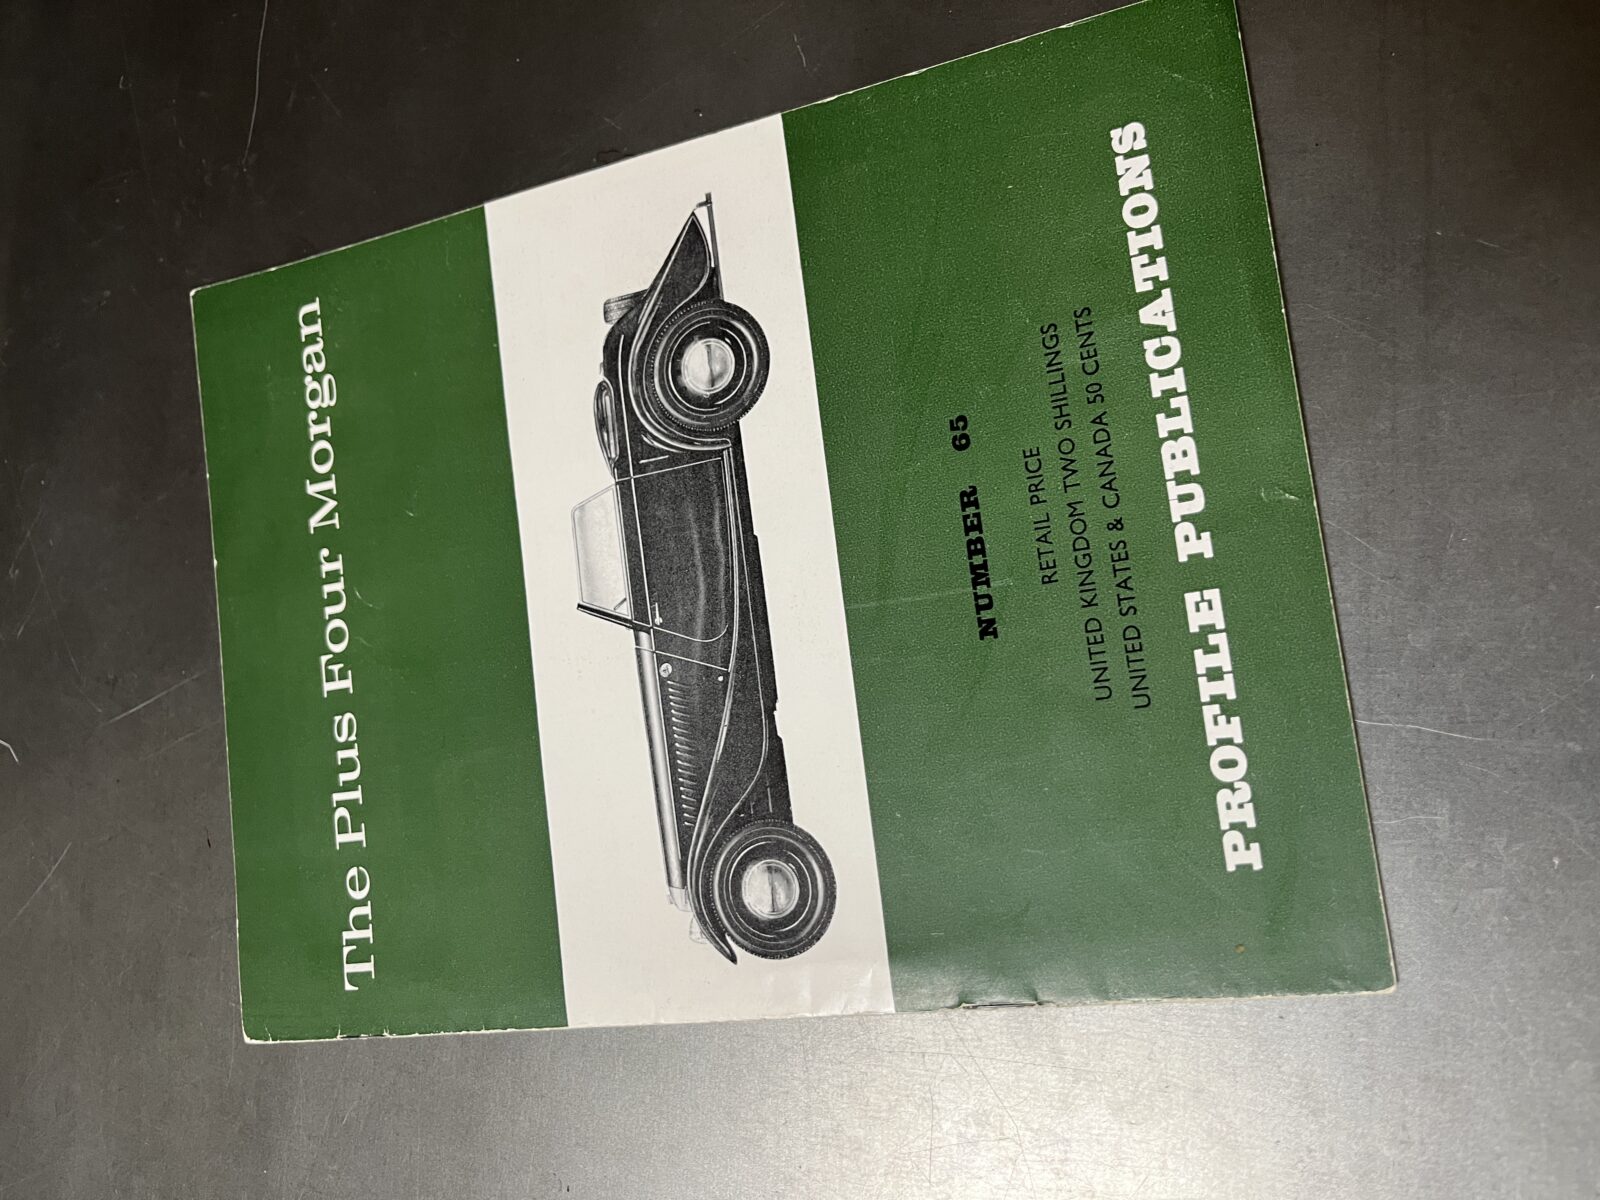 The Plus Four Morgan
NUMBER 65
RETAIL PRICE
UNITED KINGDOM TWO SHILLINGS
UNITED STATES & CANADA 50 CENTS
PROFILE PUBLICATIONS